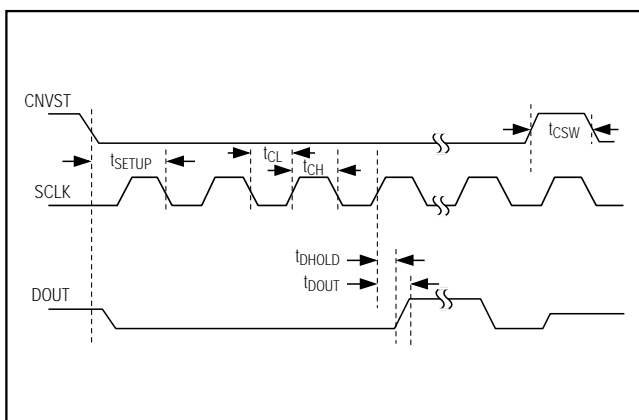 CNVST
tCSW
tSETUP
tCL
tCH
SCLK
tDHOLD
tDOUT
DOUT